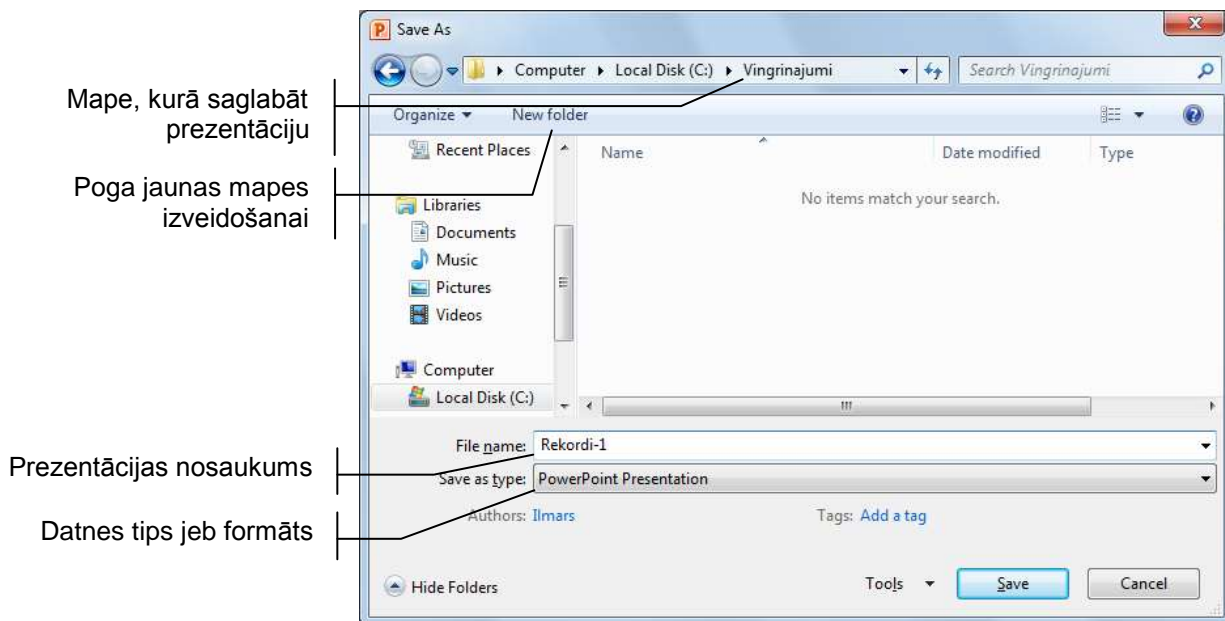 Save As
Computer Local Disk (C:) Vingrinajumi
Search Vingrinajumi
Mape, kurā saglabāt
prezentāciju
Organize New folder
Recent Places
Name Date modified Type
No items match your search.
Poga jaunas mapes
izveidošanai
Libraries
Documents
Music
Pictures
Videos
Computer
Local Disk (C:)
Prezentācijas nosaukums
File name: Rekordi-1
Save as type: PowerPoint Presentation
Datnes tips jeb formāts
Authors: Ilmars Tags: Add a tag
Hide Folders Tools Save Cancel